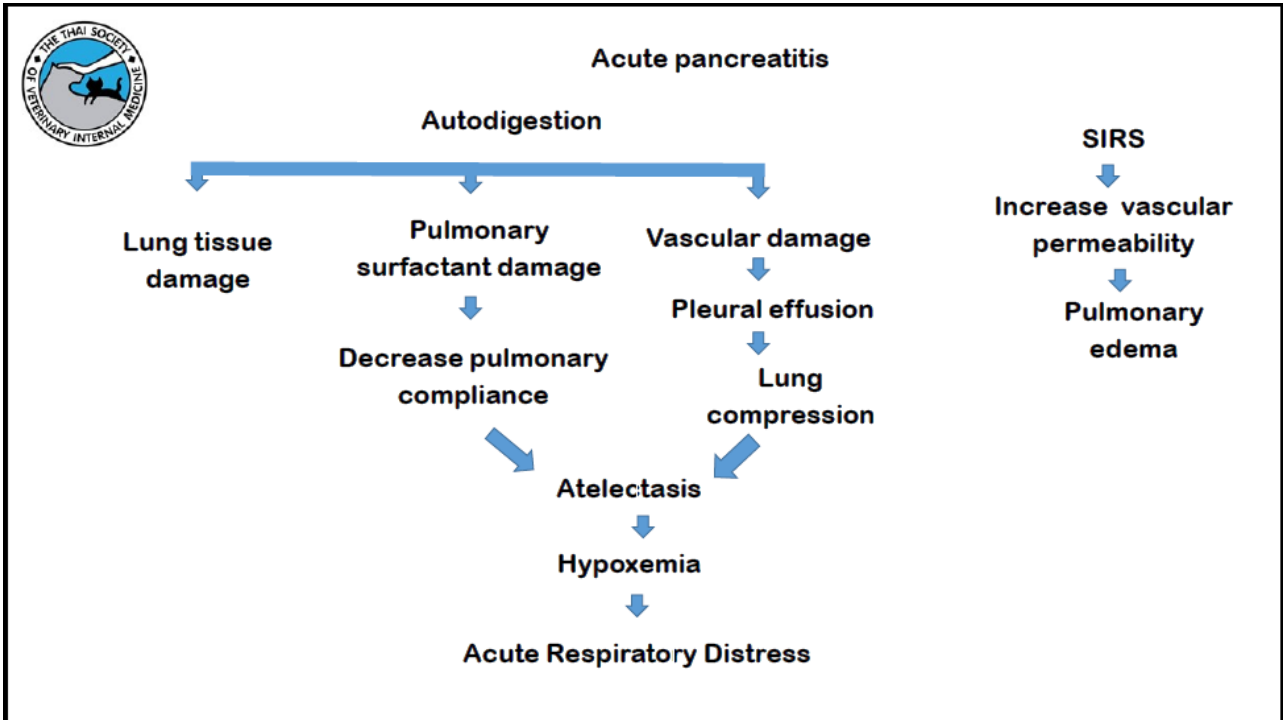 THE THAI SOCIETY
OF VETERINARY INTERNAL MEDICINE
Acute pancreatitis
Autodigestion
SIRS
Lung tissue
damage
Pulmonary
surfactant damage
Vascular damage
Increase vascular
permeability
Pleural effusion
Pulmonary
edema
Decrease pulmonary
compliance
Lung
compression
Atelectasis
Hypoxemia
Acute Respiratory Distress